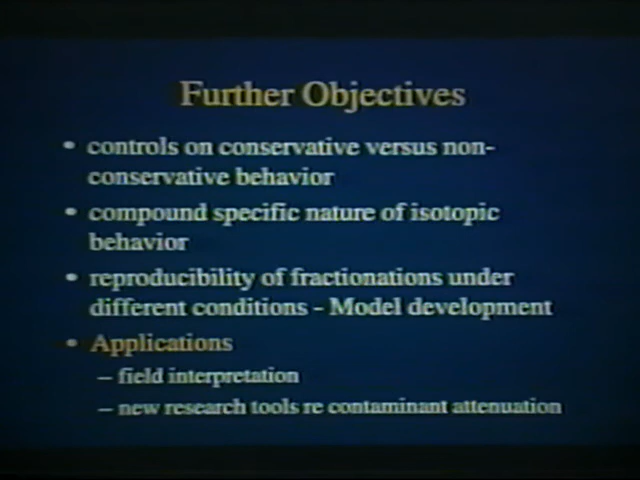 Further Objectives
• controls on conservative versus non-
conservative behavior
• compound specific nature of isotopic
behavior
• reproducibility of fractionations under
different conditions - Model development
• Applications
– field interpretation
– new research tools re contaminant attenuation